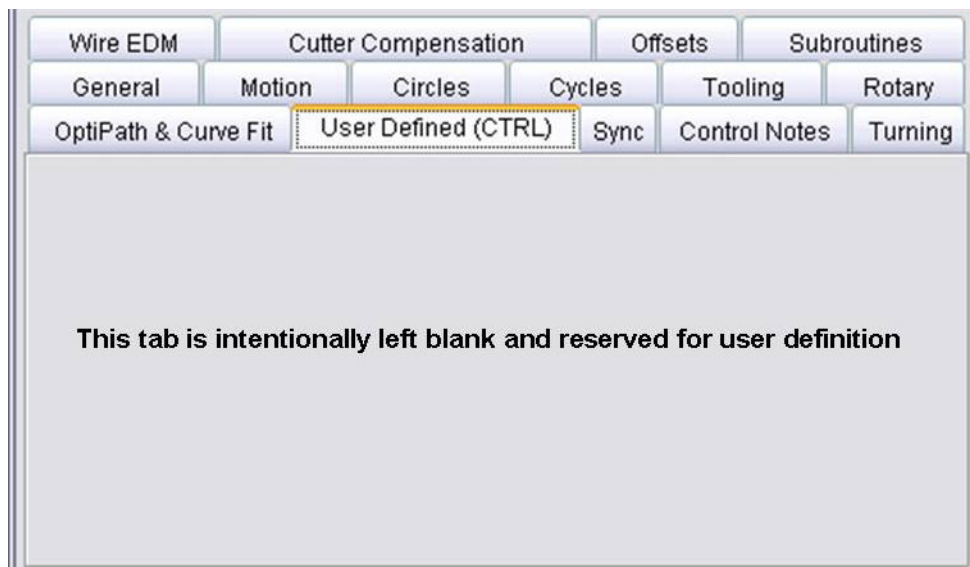 Wire EDM Cutter Compensation Offsets Subroutines
General Motion Circles Cycles Tooling Rotary
OptiPath & Curve Fit User Defined (CTRL) Sync Control Notes Turning
This tab is intentionally left blank and reserved for user definition